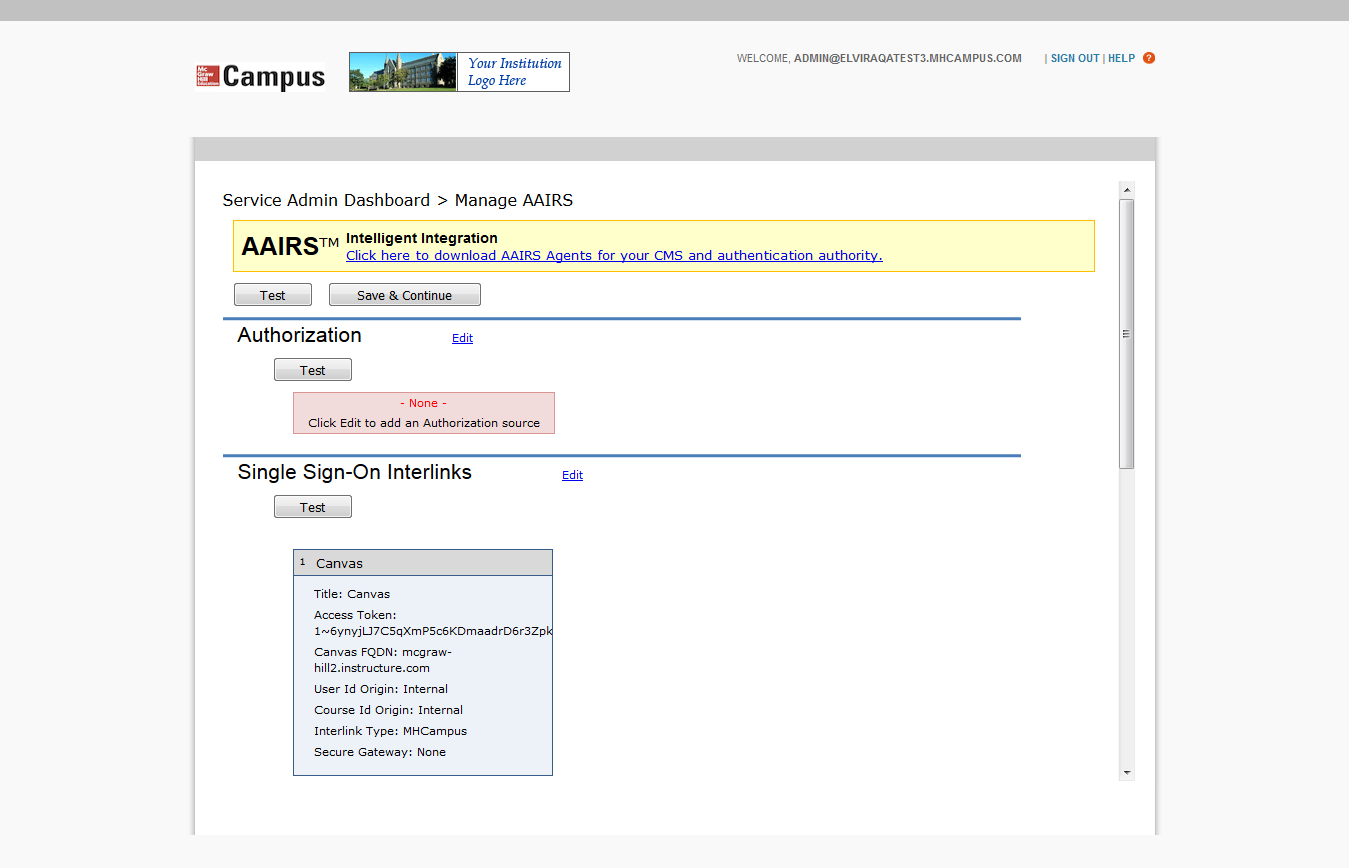 Mc Graw Hill Education Campus
Your Institution
Logo Here
WELCOME, ADMIN@ELVIRAQATEST3.MHCAMPUS.COM | SIGN OUT | HELP ?
Service Admin Dashboard > Manage AAIRS
AAIRS™ Intelligent Integration
Click here to download AAIRS Agents for your CMS and authentication authority.
Test Save & Continue
Authorization Edit
Test
- None -
Click Edit to add an Authorization source
Single Sign-On Interlinks Edit
Test
1 Canvas
Title: Canvas
Access Token:
1~6ynyjLJ7C5qXmP5c6KDmaadrD6r3Zpk
Canvas FQDN: mcgraw-
hill2.instructure.com
User Id Origin: Internal
Course Id Origin: Internal
Interlink Type: MHCampus
Secure Gateway: None